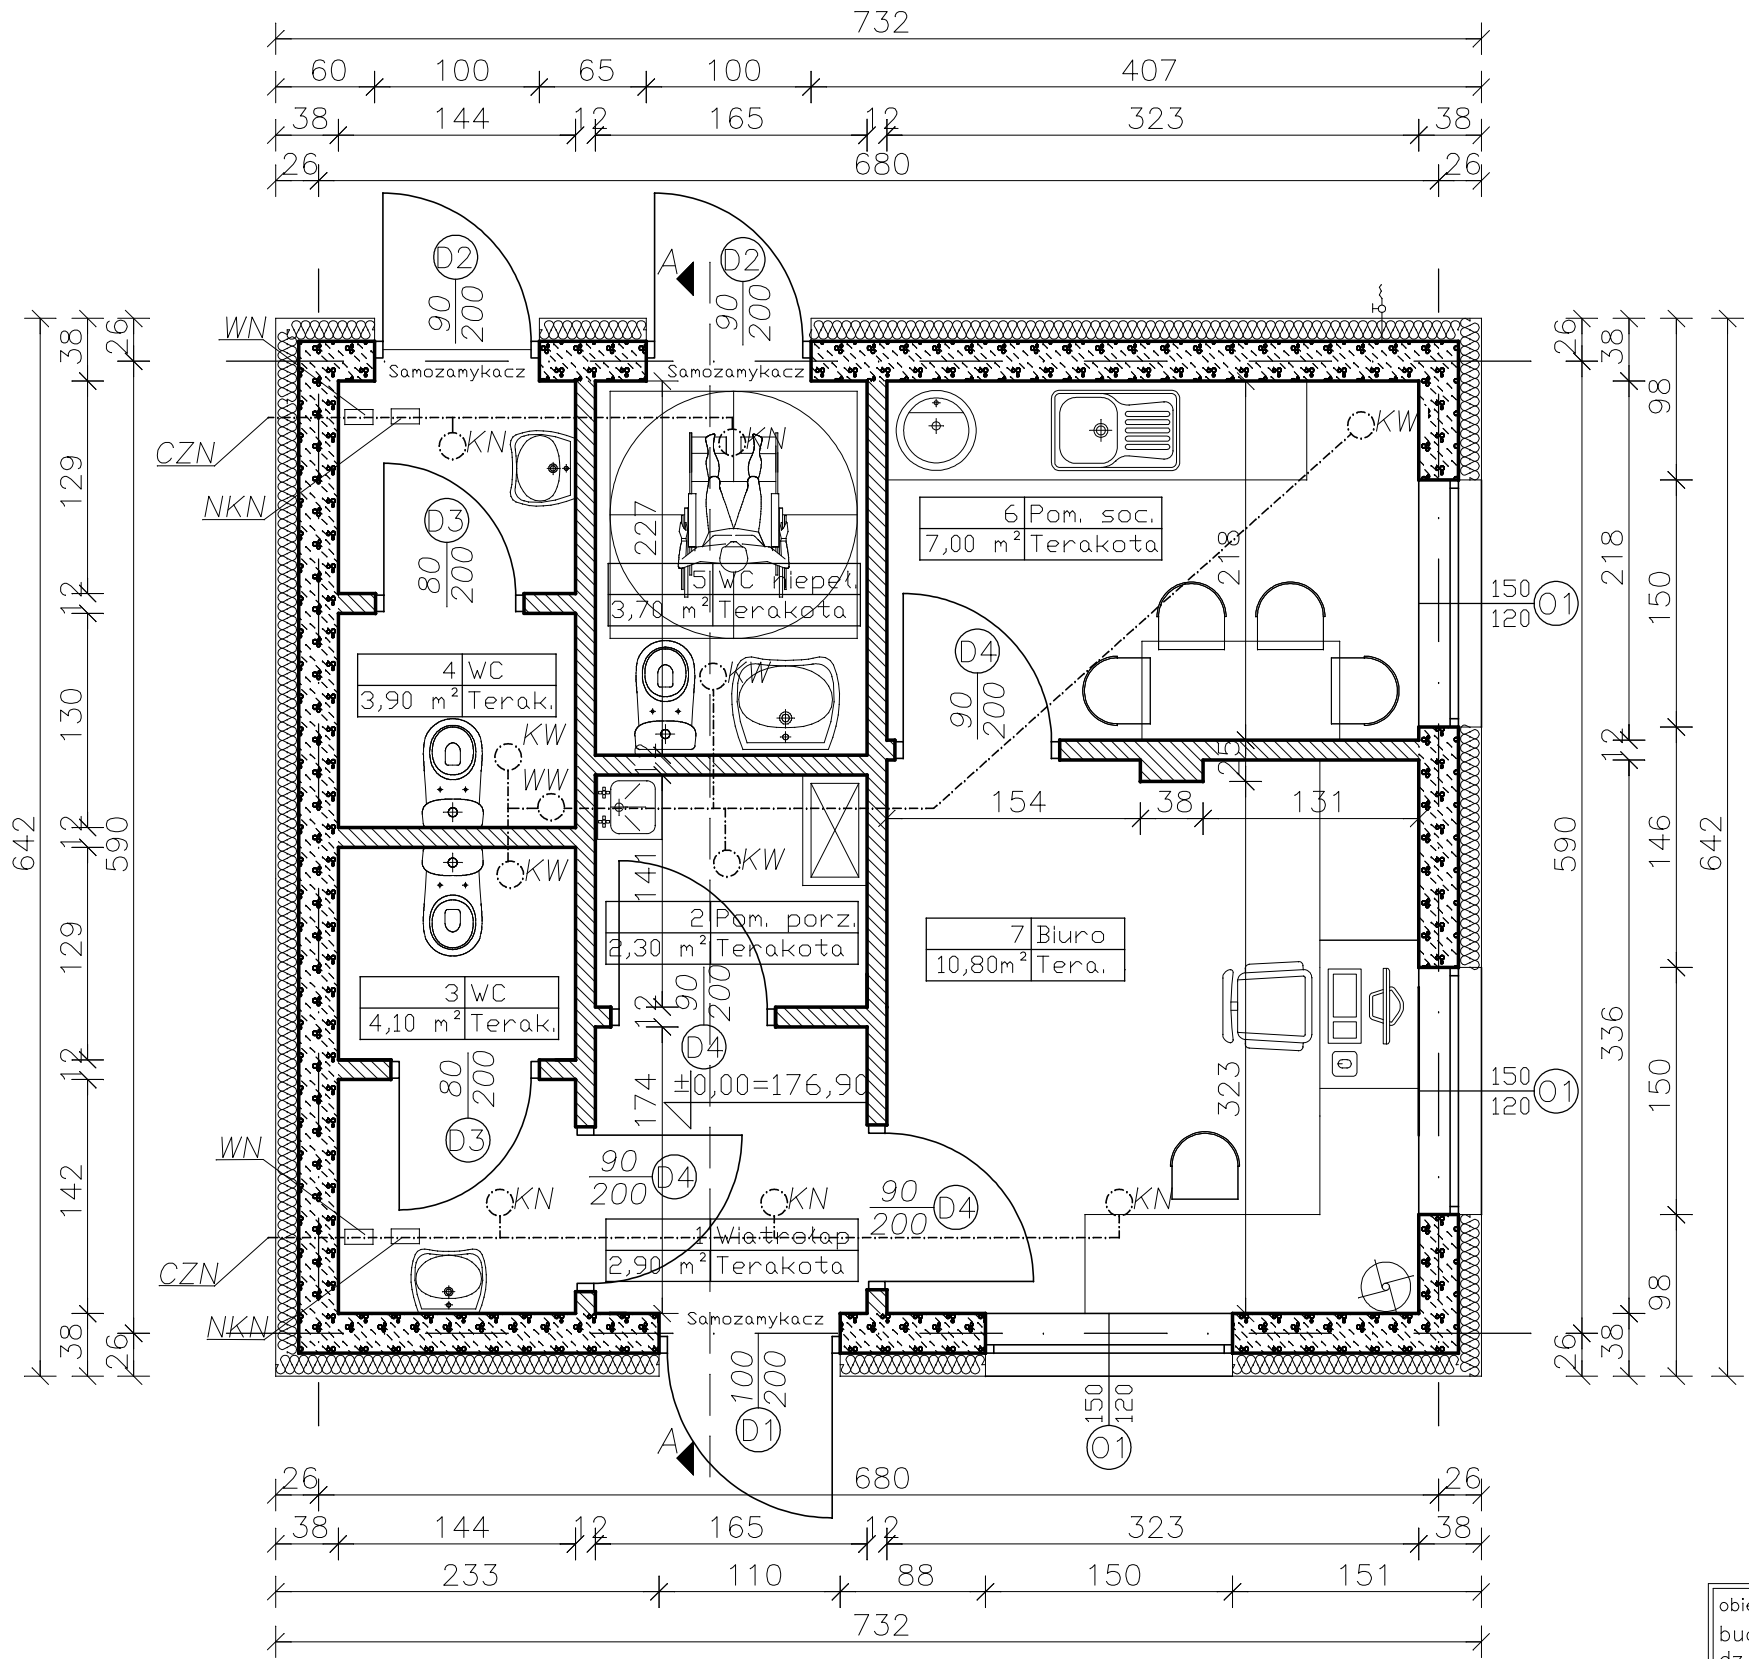 732
60 100 65 100 407
38 144 12 165 12 323 38
26 680 26
D2
90
200
A
D2
90
200
WN
Samozamykacz
Samozamykacz
CZN
KN
KN
KW
NKN
D3
80
200
227
6 Pom. soc.
7,00 m² Terakota
218
5 WC niepeł.
3,70 m² Terakota
150
120
O1
4 WC
3,90 m² Terak.
KW
D4
90
200
KW
WW
12
25
154 38 131
KW
KW
141
2 Pom. porz.
2,30 m² Terakota
7 Biuro
10,80m² Tera.
3 WC
4,10 m² Terak.
90
200
D4
12
80
200
D3
174
±0,00=176,90
323
150
120
O1
WN
90
200
D4
KN
KN
90
200
D4
KN
1 Wiatrołap
2,90 m² Terakota
CZN
NKN
Samozamykacz
100
200
D1
A
150
120
O1
642
38 129 12 130 12 129 12 142 38
26 590 26
26 590 26
38 218 12 336 38
98 150 146 150 98
642
26 680 26
38 144 12 165 12 323 38
233 110 88 150 151
732